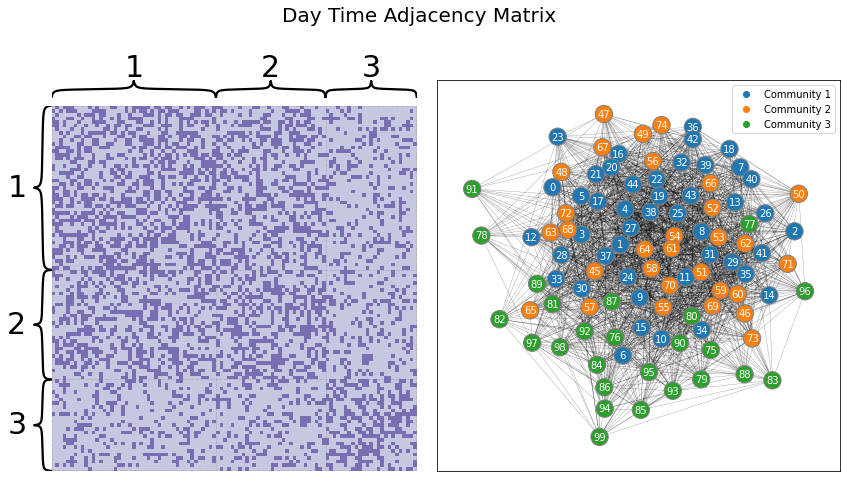 Day Time Adjacency Matrix
1 2 3
1
2
3
Community 1
Community 2
Community 3
47
74
36
23 49 42
67 16 18
56 32 39 7
20
48 21 22 40
0 44 66
91 5 19 43 50
17 13
72 4 38 25 52 26
63 68 3 27 77
78 12 54 8 53 2
1 64 61 62
28 37 31 41
45 58 29 71
33 24 11 51 35
89 30 70
9 59 60 14 96
81 87
65 57 55 69
82 80 46
92 15 34
97 76 10 90 73
98 6 75
84
95 79 88 83
86 93
94 85
99